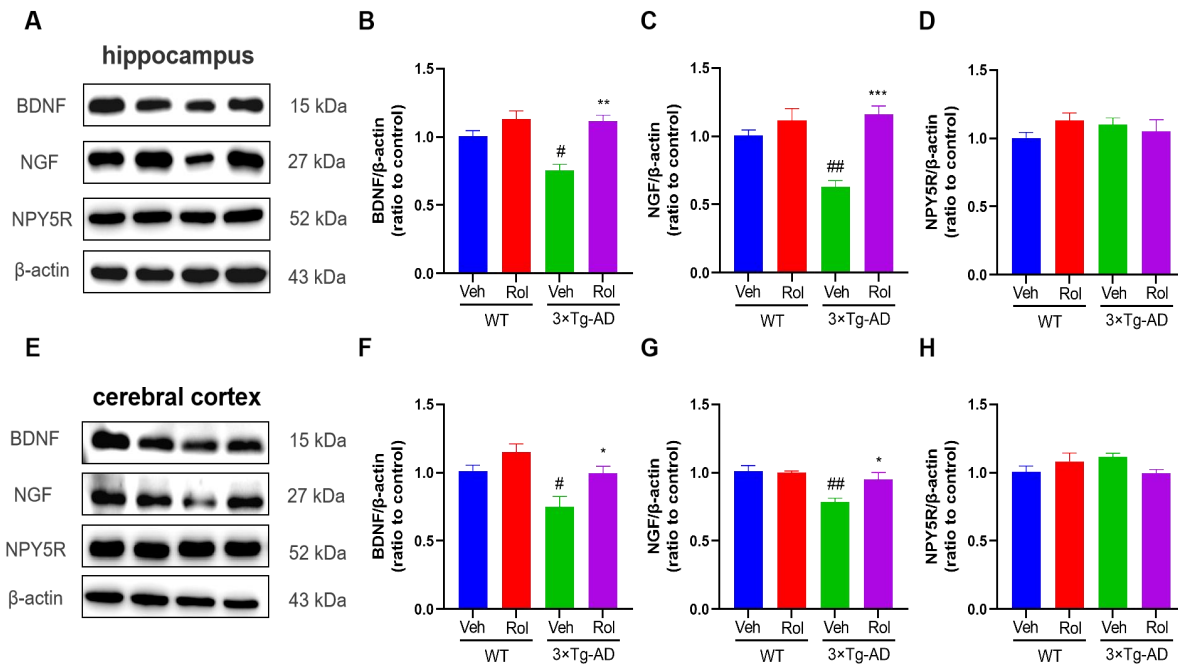 A
hippocampus
BDNF 15 kDa
NGF 27 kDa
NPY5R 52 kDa
β-actin 43 kDa
B
BDNF/β-actin
(ratio to control)
1.5
1.0
0.5
0.0
#
**
Veh Rol Veh Rol
WT 3×Tg-AD
C
NGF/β-actin
(ratio to control)
1.5
1.0
0.5
0.0
##
***
Veh Rol Veh Rol
WT 3×Tg-AD
D
NPY5R/β-actin
(ratio to control)
1.5
1.0
0.5
0.0
Veh Rol Veh Rol
WT 3×Tg-AD
E
cerebral cortex
BDNF 15 kDa
NGF 27 kDa
NPY5R 52 kDa
β-actin 43 kDa
F
BDNF/β-actin
(ratio to control)
1.5
1.0
0.5
0.0
#
*
Veh Rol Veh Rol
WT 3×Tg-AD
G
NGF/β-actin
(ratio to control)
1.5
1.0
0.5
0.0
##
*
Veh Rol Veh Rol
WT 3×Tg-AD
H
NPY5R/β-actin
(ratio to control)
1.5
1.0
0.5
0.0
Veh Rol Veh Rol
WT 3×Tg-AD